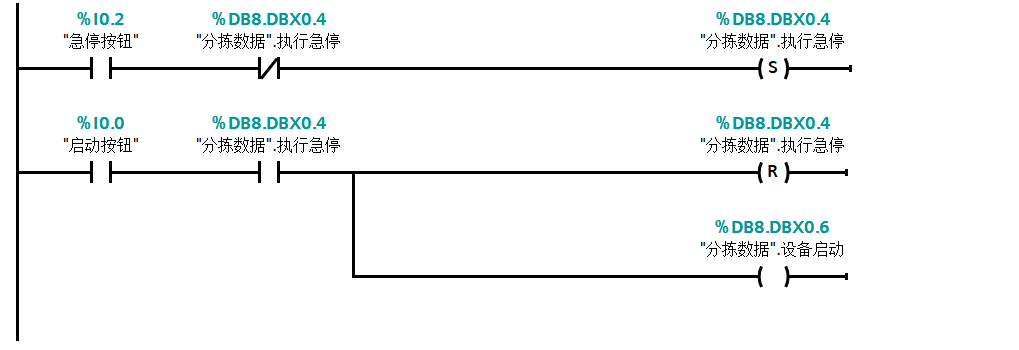 %I0.2 %DB8.DBX0.4 %DB8.DBX0.4
"急停按钮" "分拣数据".执行急停 "分拣数据".执行急停
S
%I0.0 %DB8.DBX0.4 %DB8.DBX0.4
"启动按钮" "分拣数据".执行急停 "分拣数据".执行急停
R
%DB8.DBX0.6
"分拣数据".设备启动